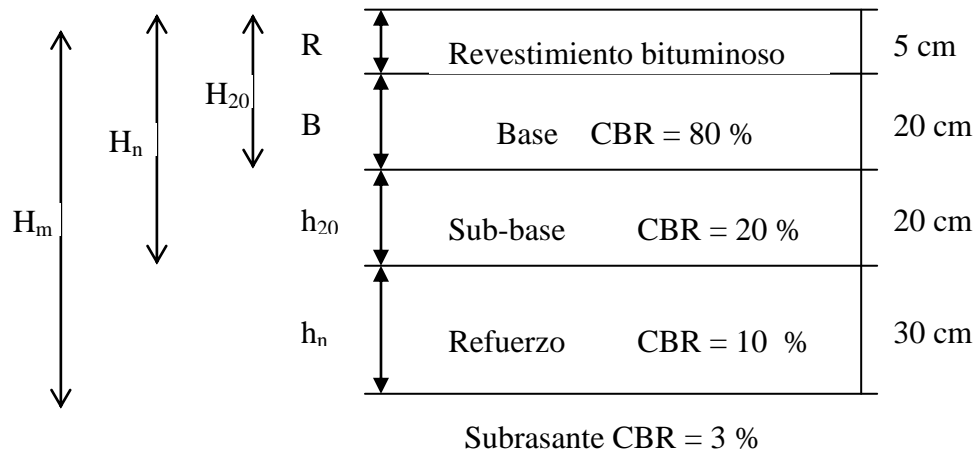 R Revestimiento bituminoso 5 cm
H₂₀
B Base CBR = 80 % 20 cm
Hₙ
Hₘ
h₂₀ Sub-base CBR = 20 % 20 cm
hₙ Refuerzo CBR = 10 % 30 cm
Subrasante CBR = 3 %